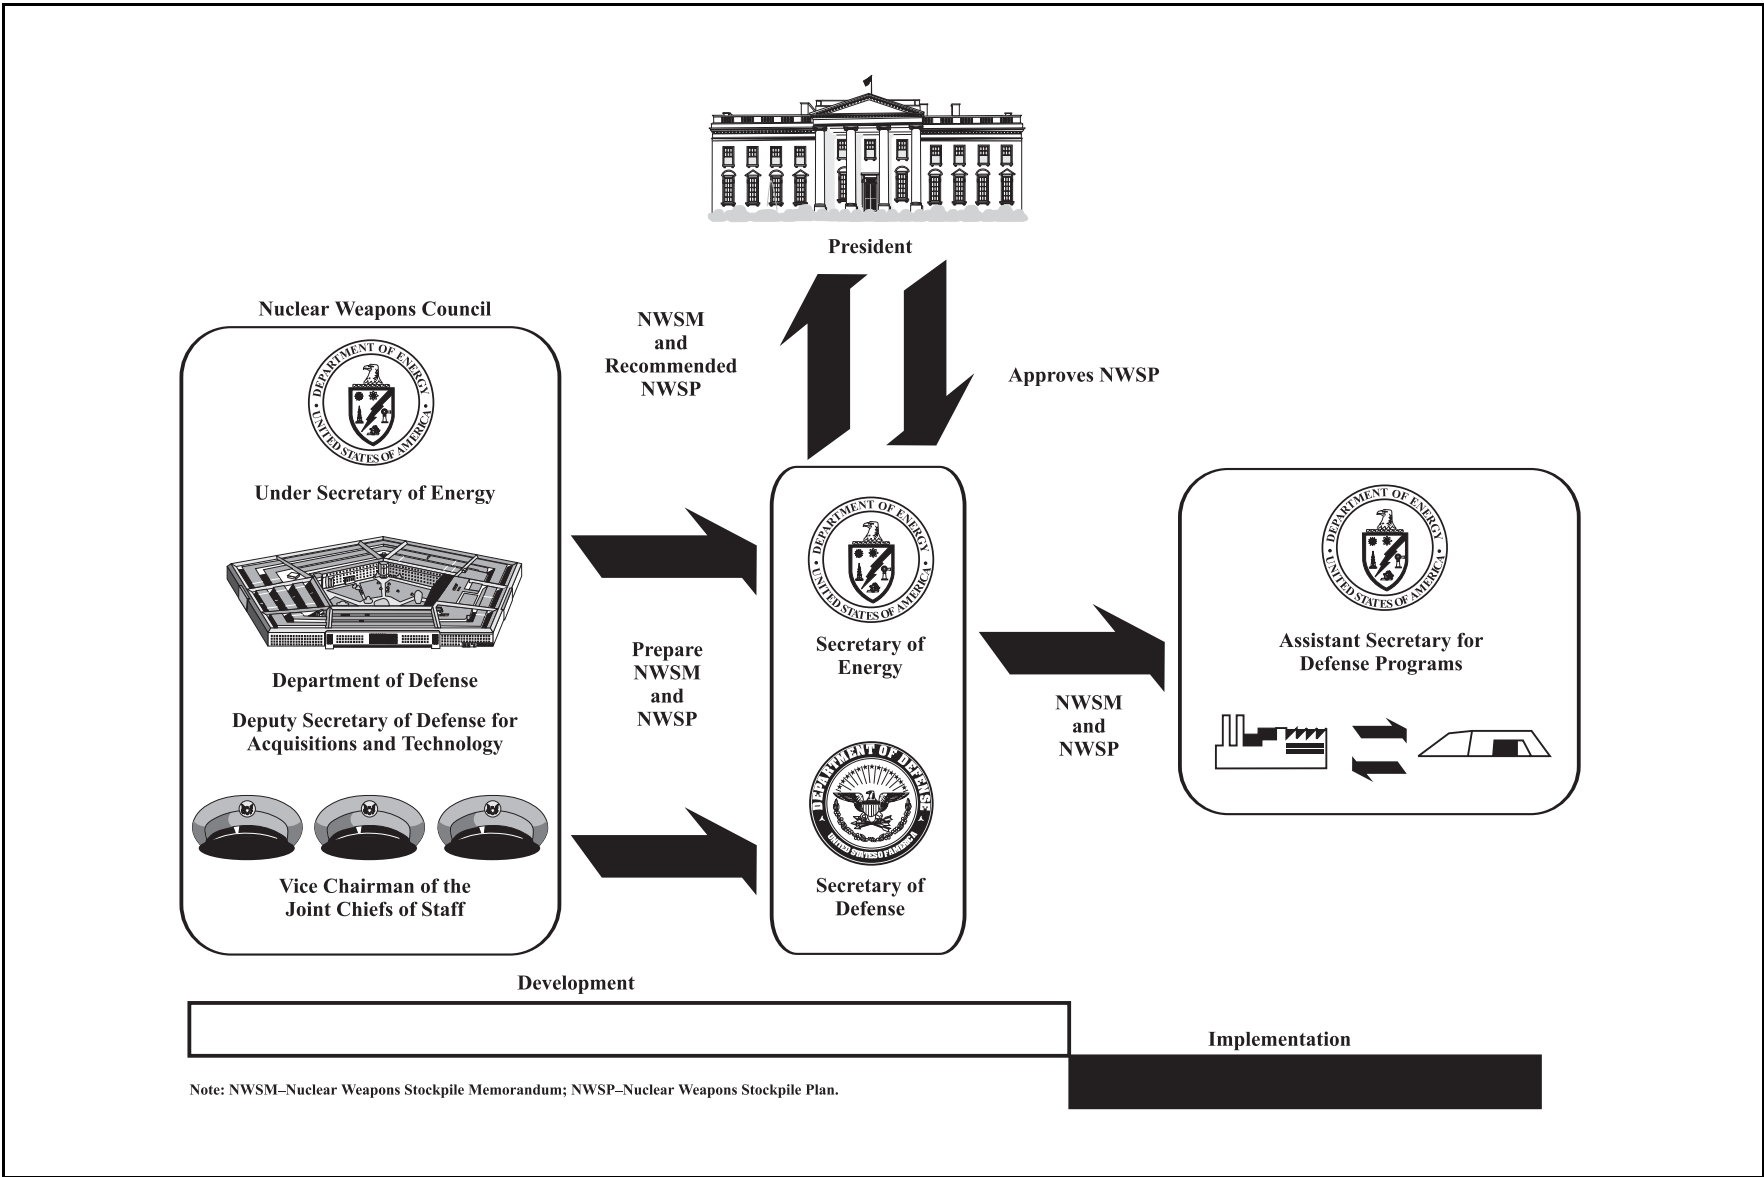 President
Nuclear Weapons Council
DEPARTMENT OF ENERGY
UNITED STATES OF AMERICA
Under Secretary of Energy
Department of Defense
Deputy Secretary of Defense for
Acquisitions and Technology
Vice Chairman of the
Joint Chiefs of Staff
NWSM
and
Recommended
NWSP
Approves NWSP
Prepare
NWSM
and
NWSP
DEPARTMENT OF ENERGY
UNITED STATES OF AMERICA
Secretary of
Energy
DEPARTMENT OF DEFENSE
UNITED STATESO FAMERICA
Secretary of
Defense
NWSM
and
NWSP
DEPARTMENT OF ENERGY
UNITED STATES OF AMERICA
Assistant Secretary for
Defense Programs
Development
Implementation
Note: NWSM–Nuclear Weapons Stockpile Memorandum; NWSP–Nuclear Weapons Stockpile Plan.